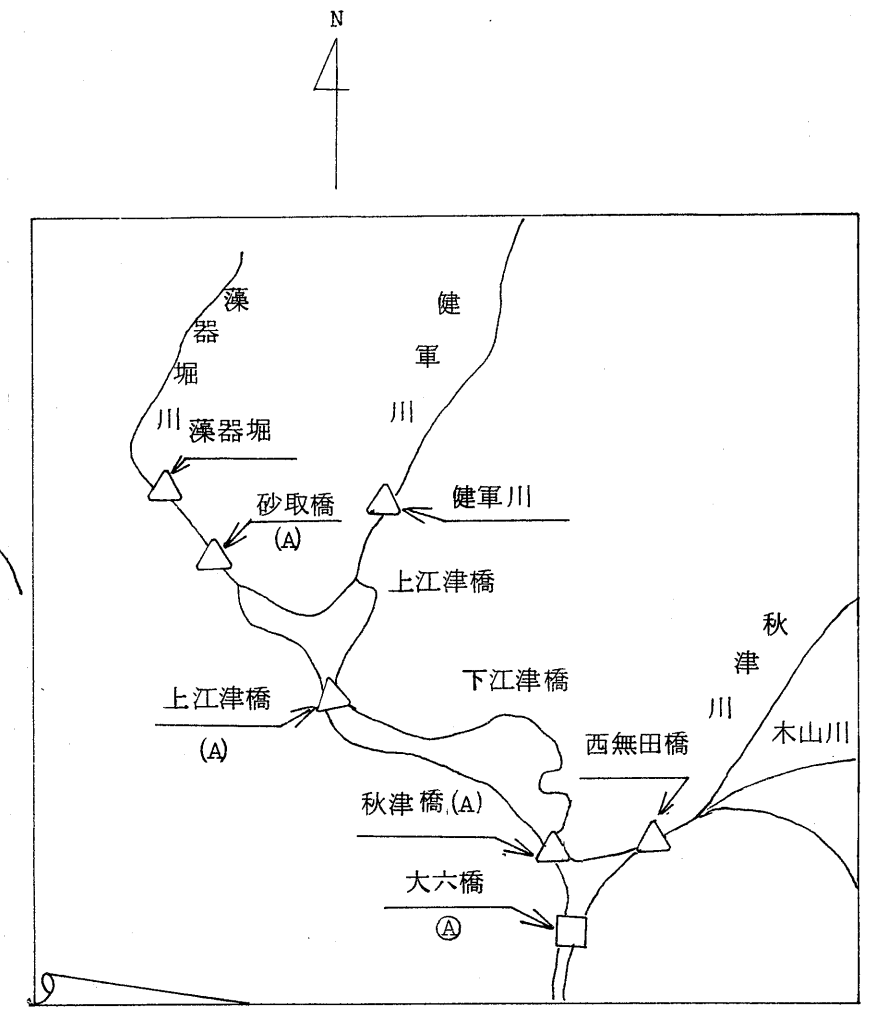 N
藻器堀川
健軍川
藻器堀
砂取橋
(A)
健軍川
上江津橋
上江津橋
(A)
下江津橋
秋津川
木山川
西無田橋
秋津橋(A)
大六橋
Ⓐ